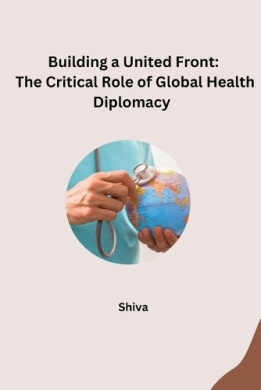 Building a United Front:
The Critical Role of Global Health
Diplomacy
Shiva